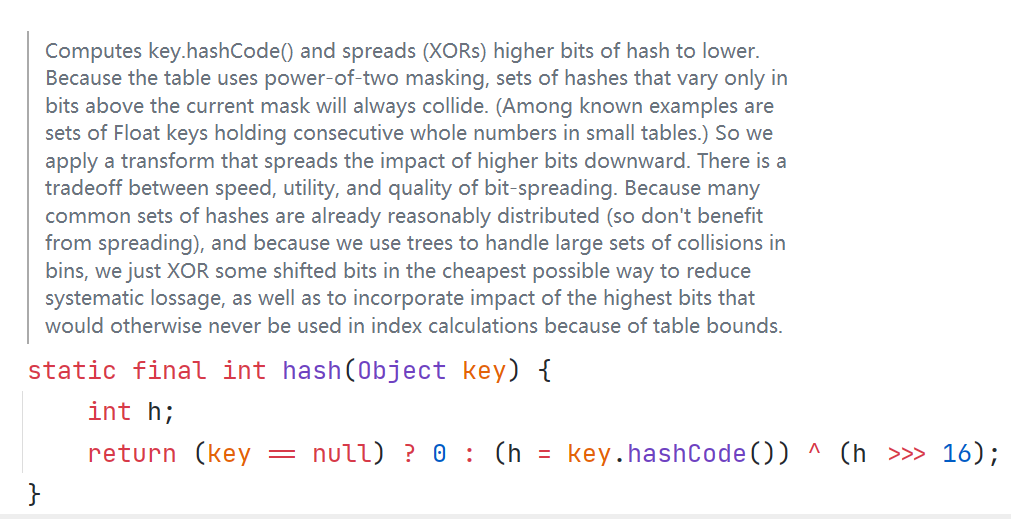 Computes key.hashCode() and spreads (XORs) higher bits of hash to lower.
Because the table uses power-of-two masking, sets of hashes that vary only in
bits above the current mask will always collide. (Among known examples are
sets of Float keys holding consecutive whole numbers in small tables.) So we
apply a transform that spreads the impact of higher bits downward. There is a
tradeoff between speed, utility, and quality of bit-spreading. Because many
common sets of hashes are already reasonably distributed (so don't benefit
from spreading), and because we use trees to handle large sets of collisions in
bins, we just XOR some shifted bits in the cheapest possible way to reduce
systematic lossage, as well as to incorporate impact of the highest bits that
would otherwise never be used in index calculations because of table bounds.
static final int hash(Object key) {
    int h;
    return (key == null) ? 0 : (h = key.hashCode()) ^ (h >>> 16);
}